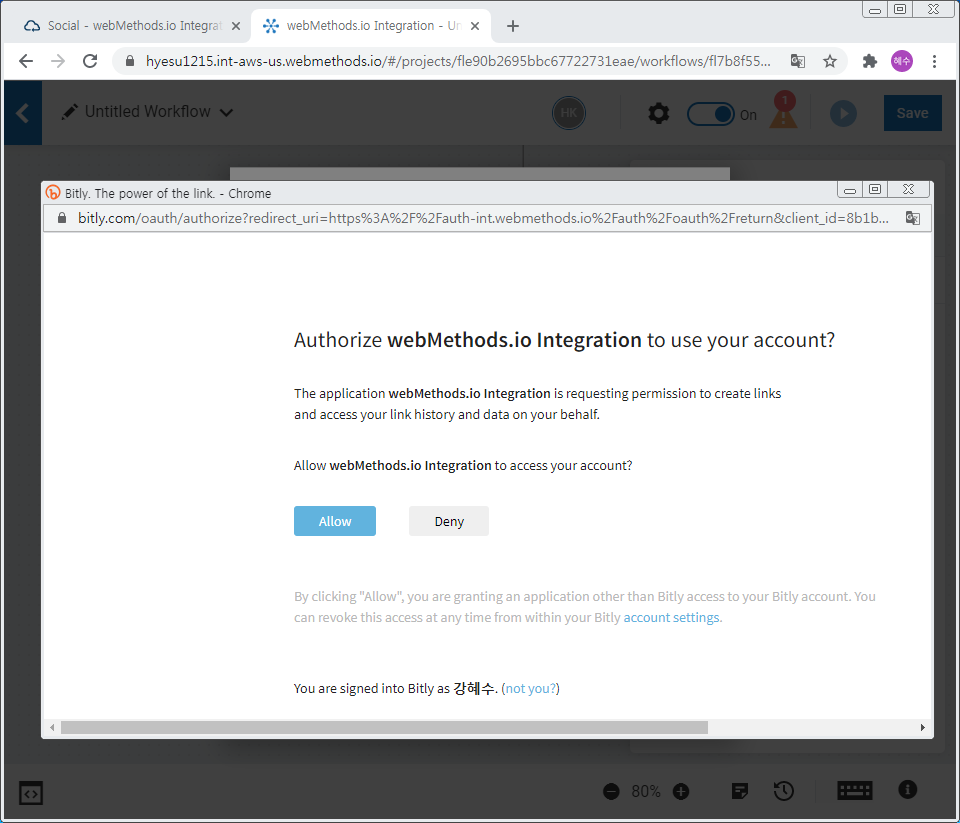 Social - webMethods.io Integrat
webMethods.io Integration - Un
hyesu1215.int-aws-us.webmethods.io/#/projects/fle90b2695bbc67722731eae/workflows/fl7b8f55...
혜수
Untitled Workflow
HK
On
1
Save
Bitly. The power of the link. - Chrome
bitly.com/oauth/authorize?redirect_uri=https%3A%2F%2Fauth-int.webmethods.io%2Fauth%2Foauth%2Freturn&client_id=8b1b...
Authorize webMethods.io Integration to use your account?
The application webMethods.io Integration is requesting permission to create links
and access your link history and data on your behalf.
Allow webMethods.io Integration to access your account?
Allow
Deny
By clicking "Allow", you are granting an application other than Bitly access to your Bitly account. You
can revoke this access at any time from within your Bitly account settings.
You are signed into Bitly as 강혜수. (not you?)
80%